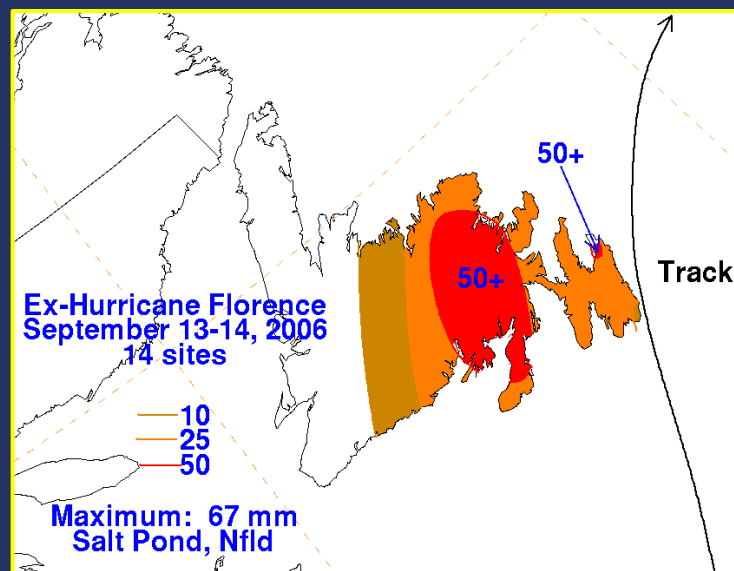 50+
50+
Track
Ex-Hurricane Florence
September 13-14, 2006
14 sites
10
25
50
Maximum: 67 mm
Salt Pond, Nfld